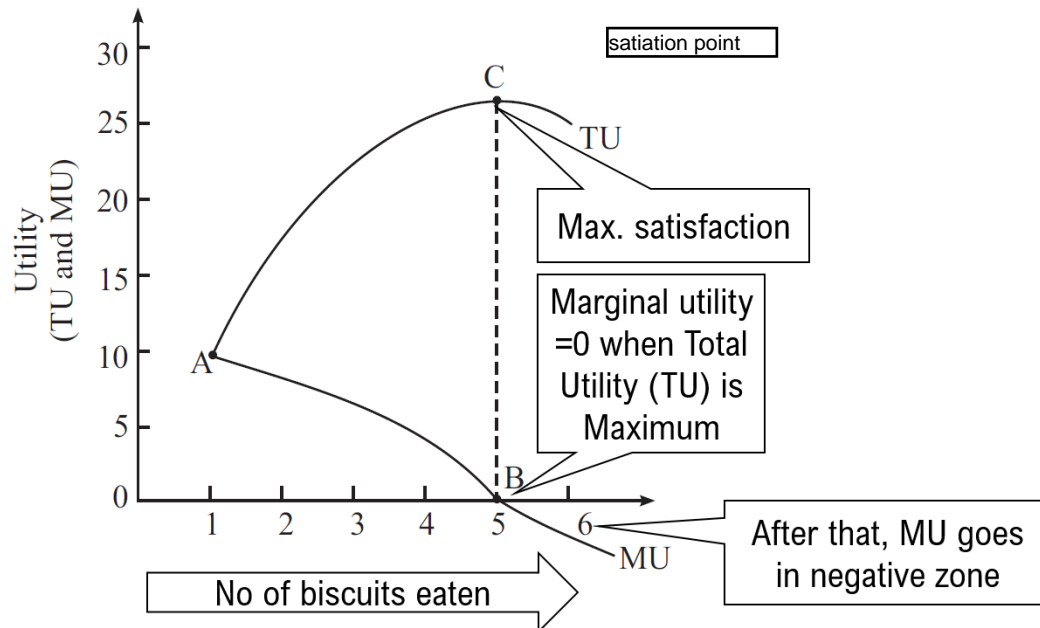 satiation point
30
C
25
TU
20
Max. satisfaction
Utility
(TU and MU)
15
Marginal utility
=0 when Total
Utility (TU) is
Maximum
10
A
5
B
0
1 2 3 4 5 6
MU
After that, MU goes
in negative zone
No of biscuits eaten